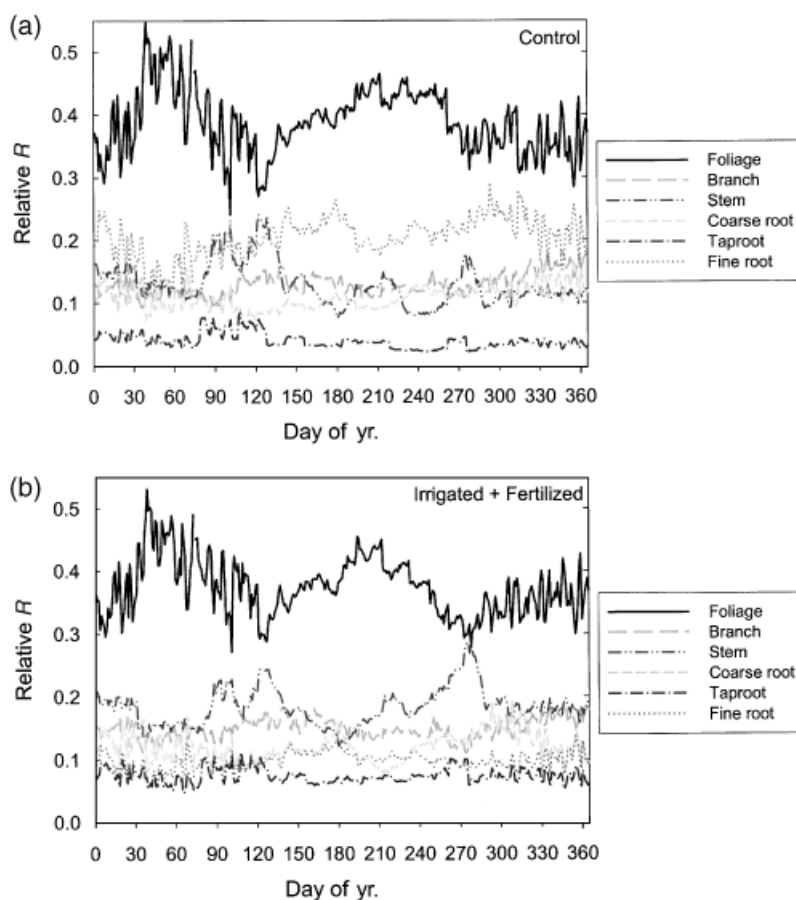 (a)
Control
0.5
0.4
0.3
0.2
0.1
0.0
Relative R
0 30 60 90 120 150 180 210 240 270 300 330 360
Day of yr.
Foliage
Branch
Stem
Coarse root
Taproot
Fine root
(b)
Irrigated + Fertilized
0.5
0.4
0.3
0.2
0.1
0.0
Relative R
0 30 60 90 120 150 180 210 240 270 300 330 360
Day of yr.
Foliage
Branch
Stem
Coarse root
Taproot
Fine root